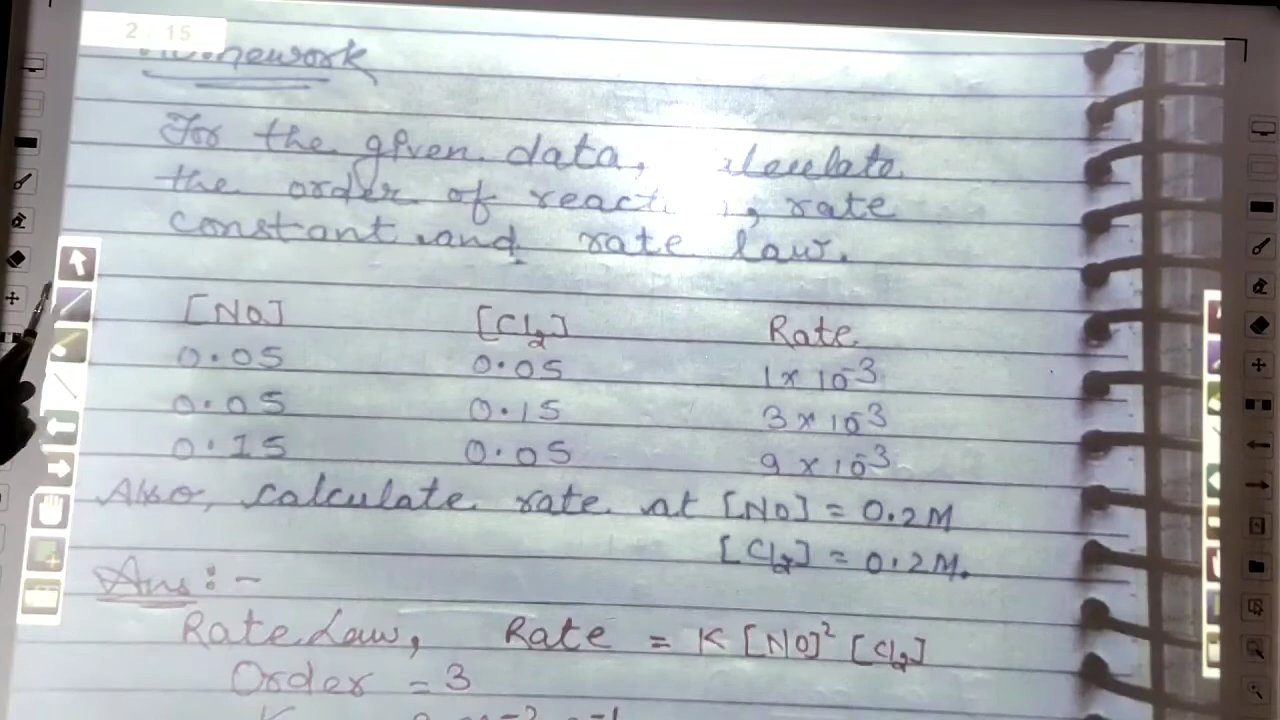 2:15
Homework
For the given data, calculate
the order of reaction, rate
constant and rate law.
[NO] [Cl₂] Rate
0.05 0.05 1 x 10⁻³
0.05 0.15 3 x 10⁻³
0.15 0.05 9 x 10⁻³
Also, calculate rate at [NO] = 0.2M
[Cl₂] = 0.2M.
Ans:-
Rate Law, Rate = K [NO]² [Cl₂]
Order = 3